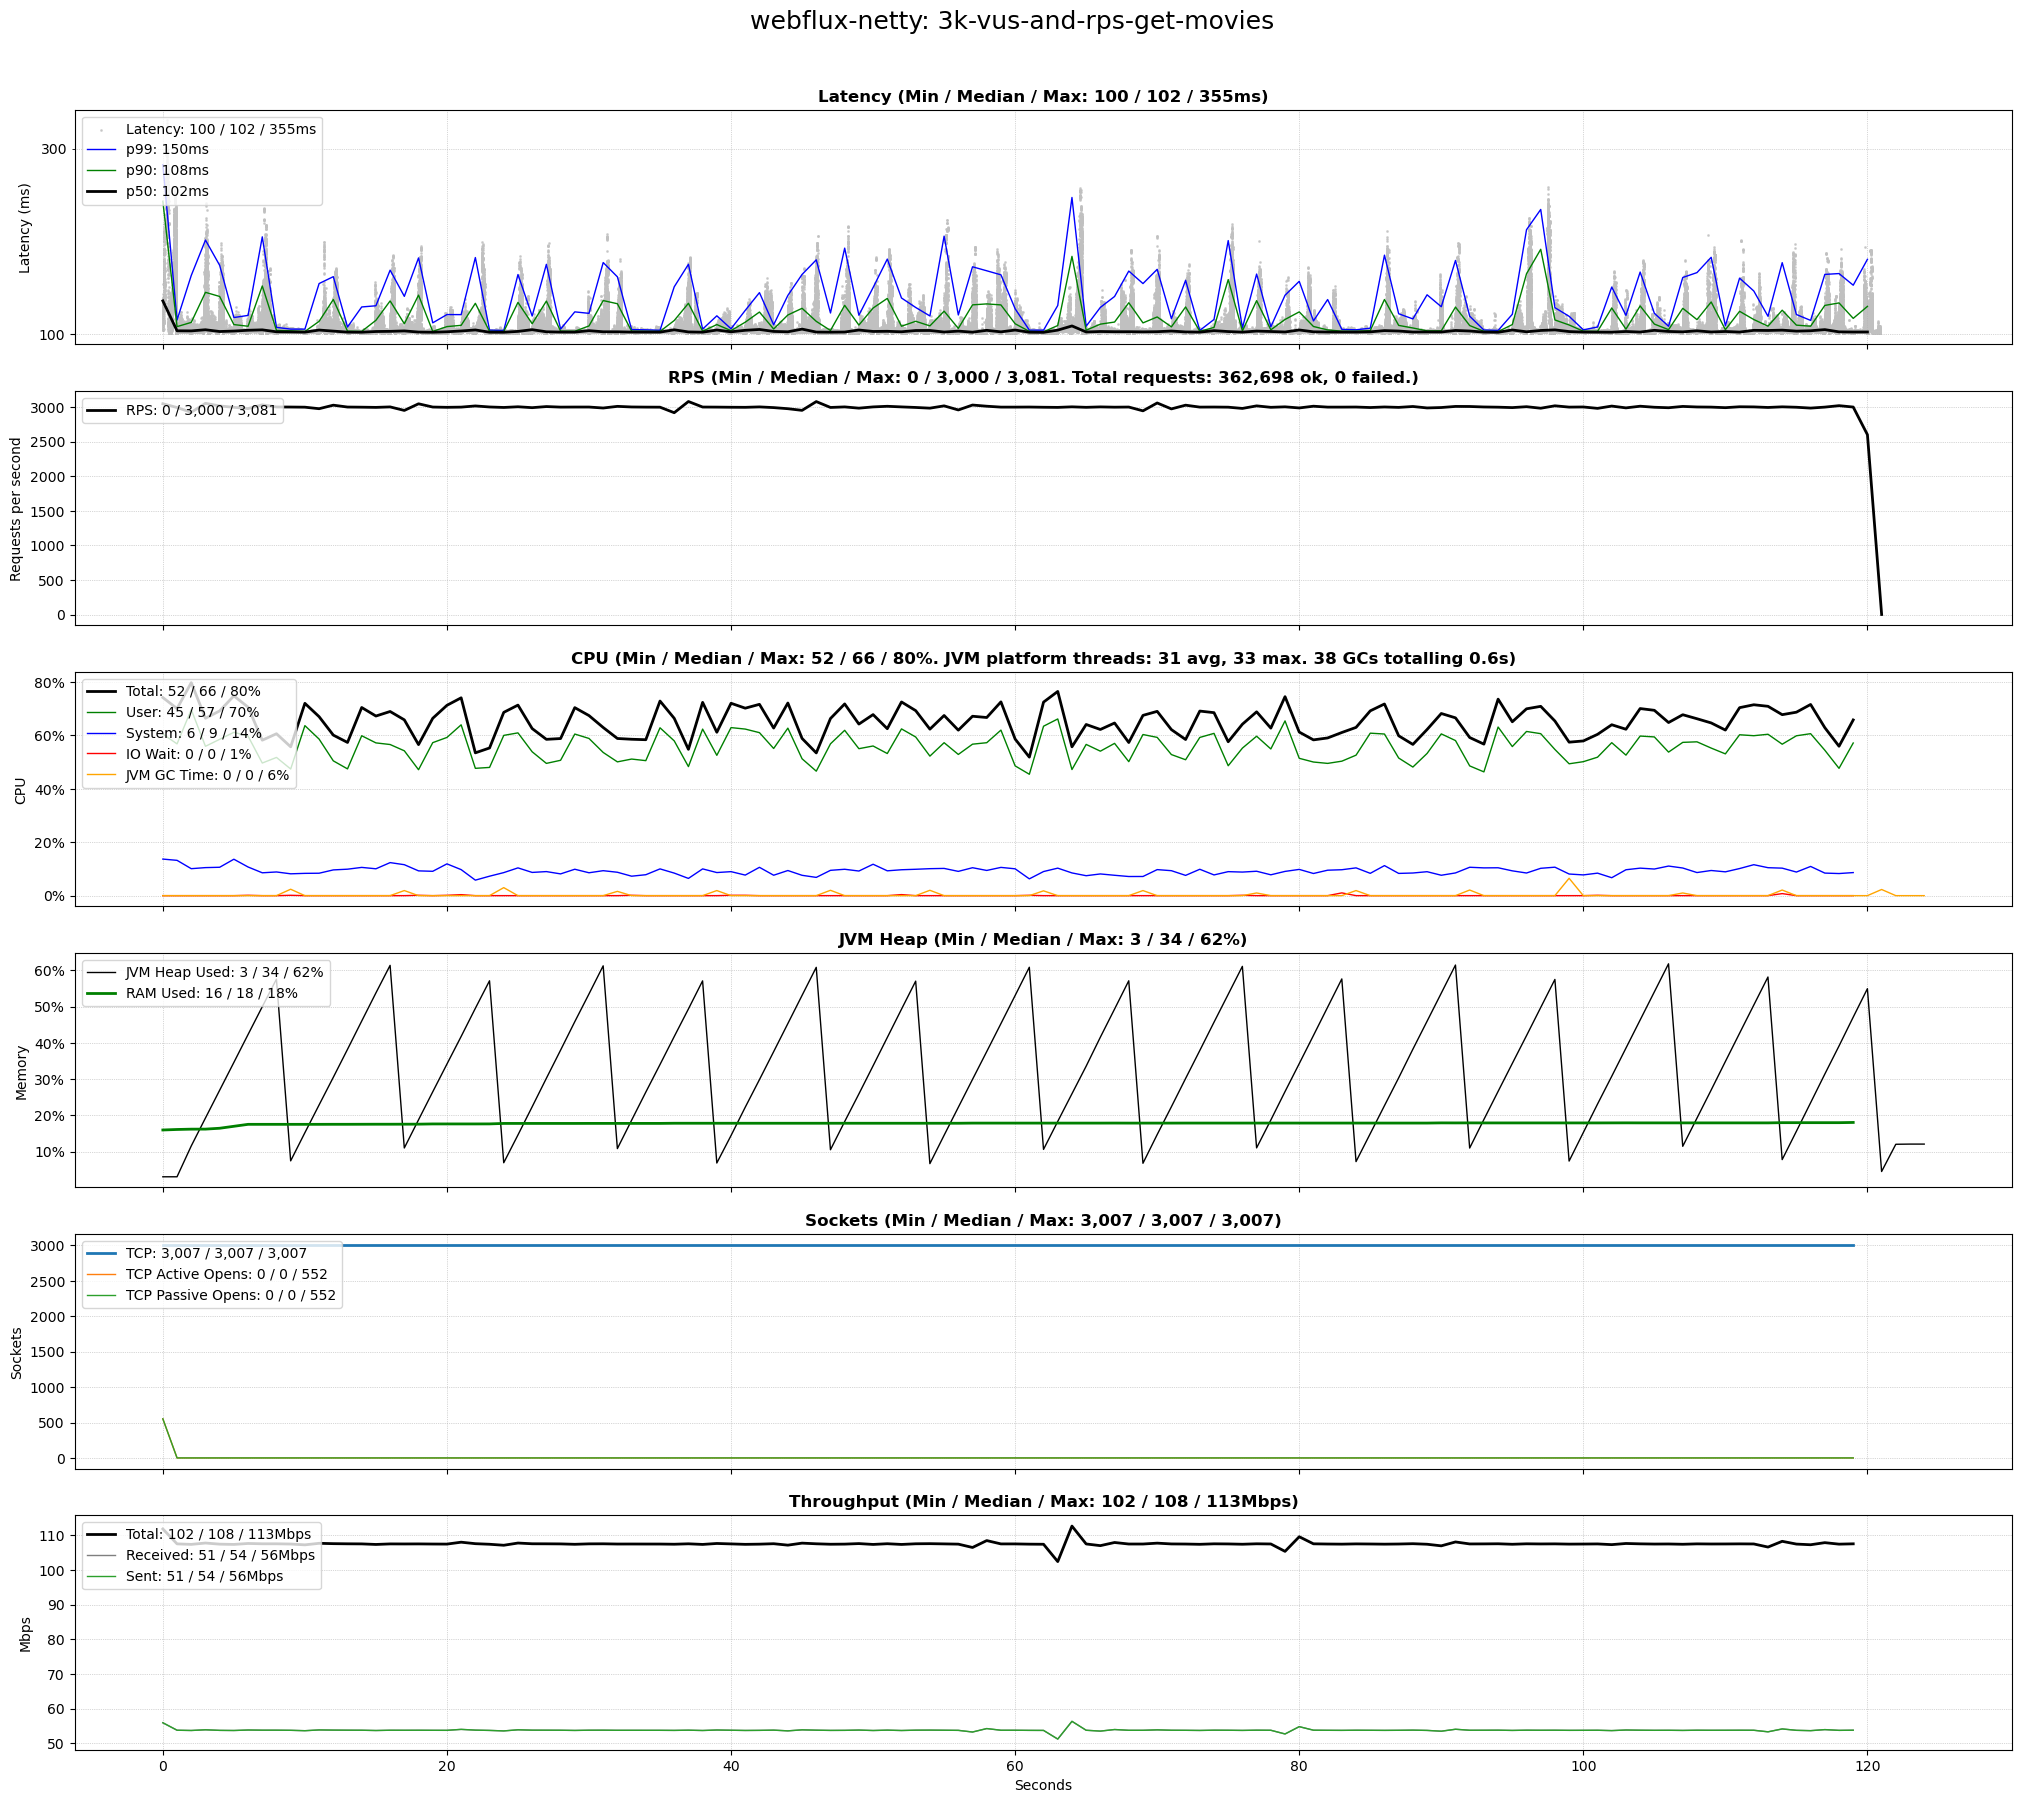 webflux-netty: 3k-vus-and-rps-get-movies
Latency (Min / Median / Max: 100 / 102 / 355ms)
Latency: 100 / 102 / 355ms
p99: 150ms
p90: 108ms
p50: 102ms
300
100
Latency (ms)
RPS (Min / Median / Max: 0 / 3,000 / 3,081. Total requests: 362,698 ok, 0 failed.)
RPS: 0 / 3,000 / 3,081
3000
2500
2000
1500
1000
500
0
Requests per second
CPU (Min / Median / Max: 52 / 66 / 80%. JVM platform threads: 31 avg, 33 max. 38 GCs totalling 0.6s)
Total: 52 / 66 / 80%
User: 45 / 57 / 70%
System: 6 / 9 / 14%
IO Wait: 0 / 0 / 1%
JVM GC Time: 0 / 0 / 6%
80%
60%
40%
20%
0%
CPU
JVM Heap (Min / Median / Max: 3 / 34 / 62%)
JVM Heap Used: 3 / 34 / 62%
RAM Used: 16 / 18 / 18%
60%
50%
40%
30%
20%
10%
Memory
Sockets (Min / Median / Max: 3,007 / 3,007 / 3,007)
TCP: 3,007 / 3,007 / 3,007
TCP Active Opens: 0 / 0 / 552
TCP Passive Opens: 0 / 0 / 552
3000
2500
2000
1500
1000
500
0
Sockets
Throughput (Min / Median / Max: 102 / 108 / 113Mbps)
Total: 102 / 108 / 113Mbps
Received: 51 / 54 / 56Mbps
Sent: 51 / 54 / 56Mbps
110
100
90
80
70
60
50
Mbps
0 20 40 60 80 100 120
Seconds